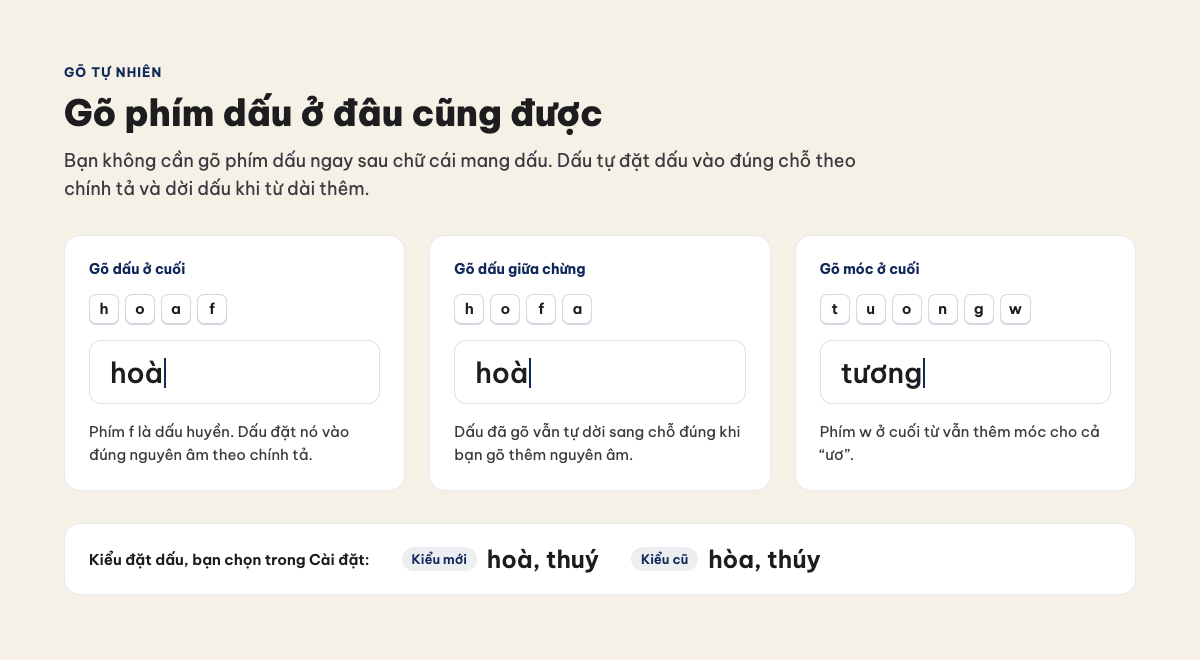 GÕ TỰ NHIÊN
Gõ phím dấu ở đâu cũng được
Bạn không cần gõ phím dấu ngay sau chữ cái mang dấu. Dấu tự đặt dấu vào đúng chỗ theo
chính tả và dời dấu khi từ dài thêm.
Gõ dấu ở cuối
h o a f
hoà
Phím f là dấu huyền. Dấu đặt nó vào
đúng nguyên âm theo chính tả.
Gõ dấu giữa chừng
h o f a
hoà
Dấu đã gõ vẫn tự dời sang chỗ đúng khi
bạn gõ thêm nguyên âm.
Gõ móc ở cuối
t u o n g w
tương
Phím w ở cuối từ vẫn thêm móc cho cả
“ươ”.
Kiểu đặt dấu, bạn chọn trong Cài đặt: Kiểu mới hoà, thuý Kiểu cũ hòa, thúy